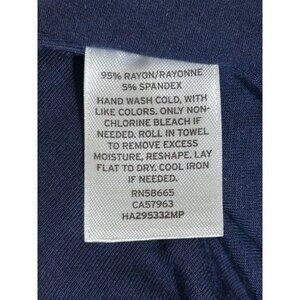 95% RAYON/RAYONNE
5% SPANDEX
HAND WASH COLD, WITH
LIKE COLORS. ONLY NON-
CHLORINE BLEACH IF
NEEDED. ROLL IN TOWEL
TO REMOVE EXCESS
MOISTURE, RESHAPE. LAY
FLAT TO DRY. COOL IRON
IF NEEDED.
RN58665
CA57963
HA295332MP